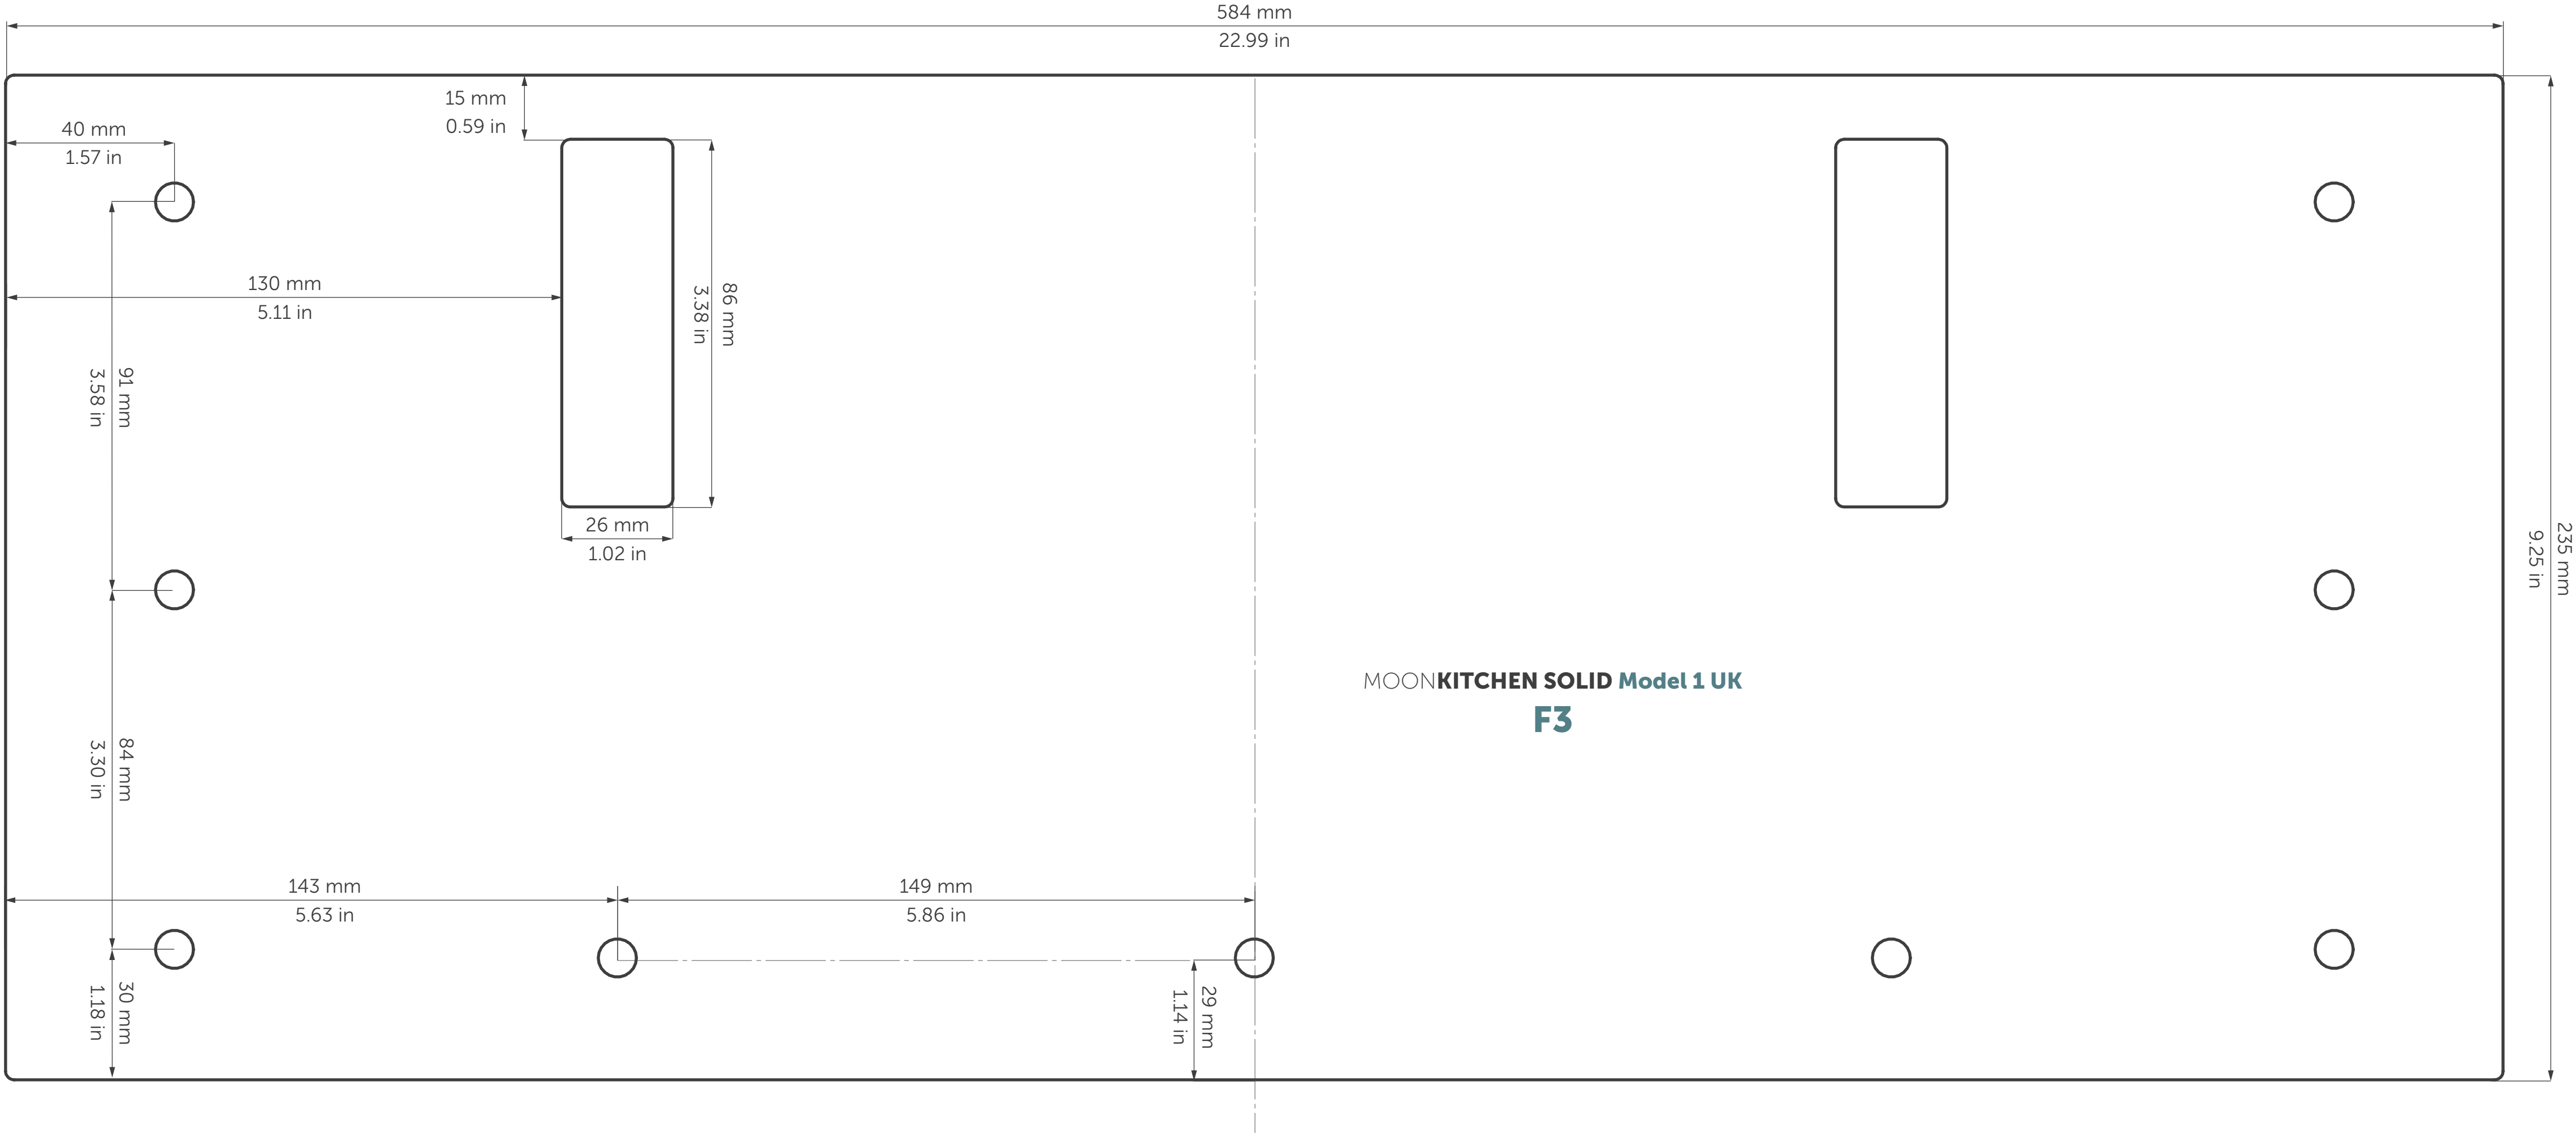 584 mm
22.99 in
15 mm
0.59 in
40 mm
1.57 in
130 mm
5.11 in
86 mm
3.38 in
91 mm
3.58 in
26 mm
1.02 in
235 mm
9.25 in
MOONKITCHEN SOLID Model 1 UK
F3
84 mm
3.30 in
143 mm
5.63 in
149 mm
5.86 in
30 mm
1.18 in
29 mm
1.14 in